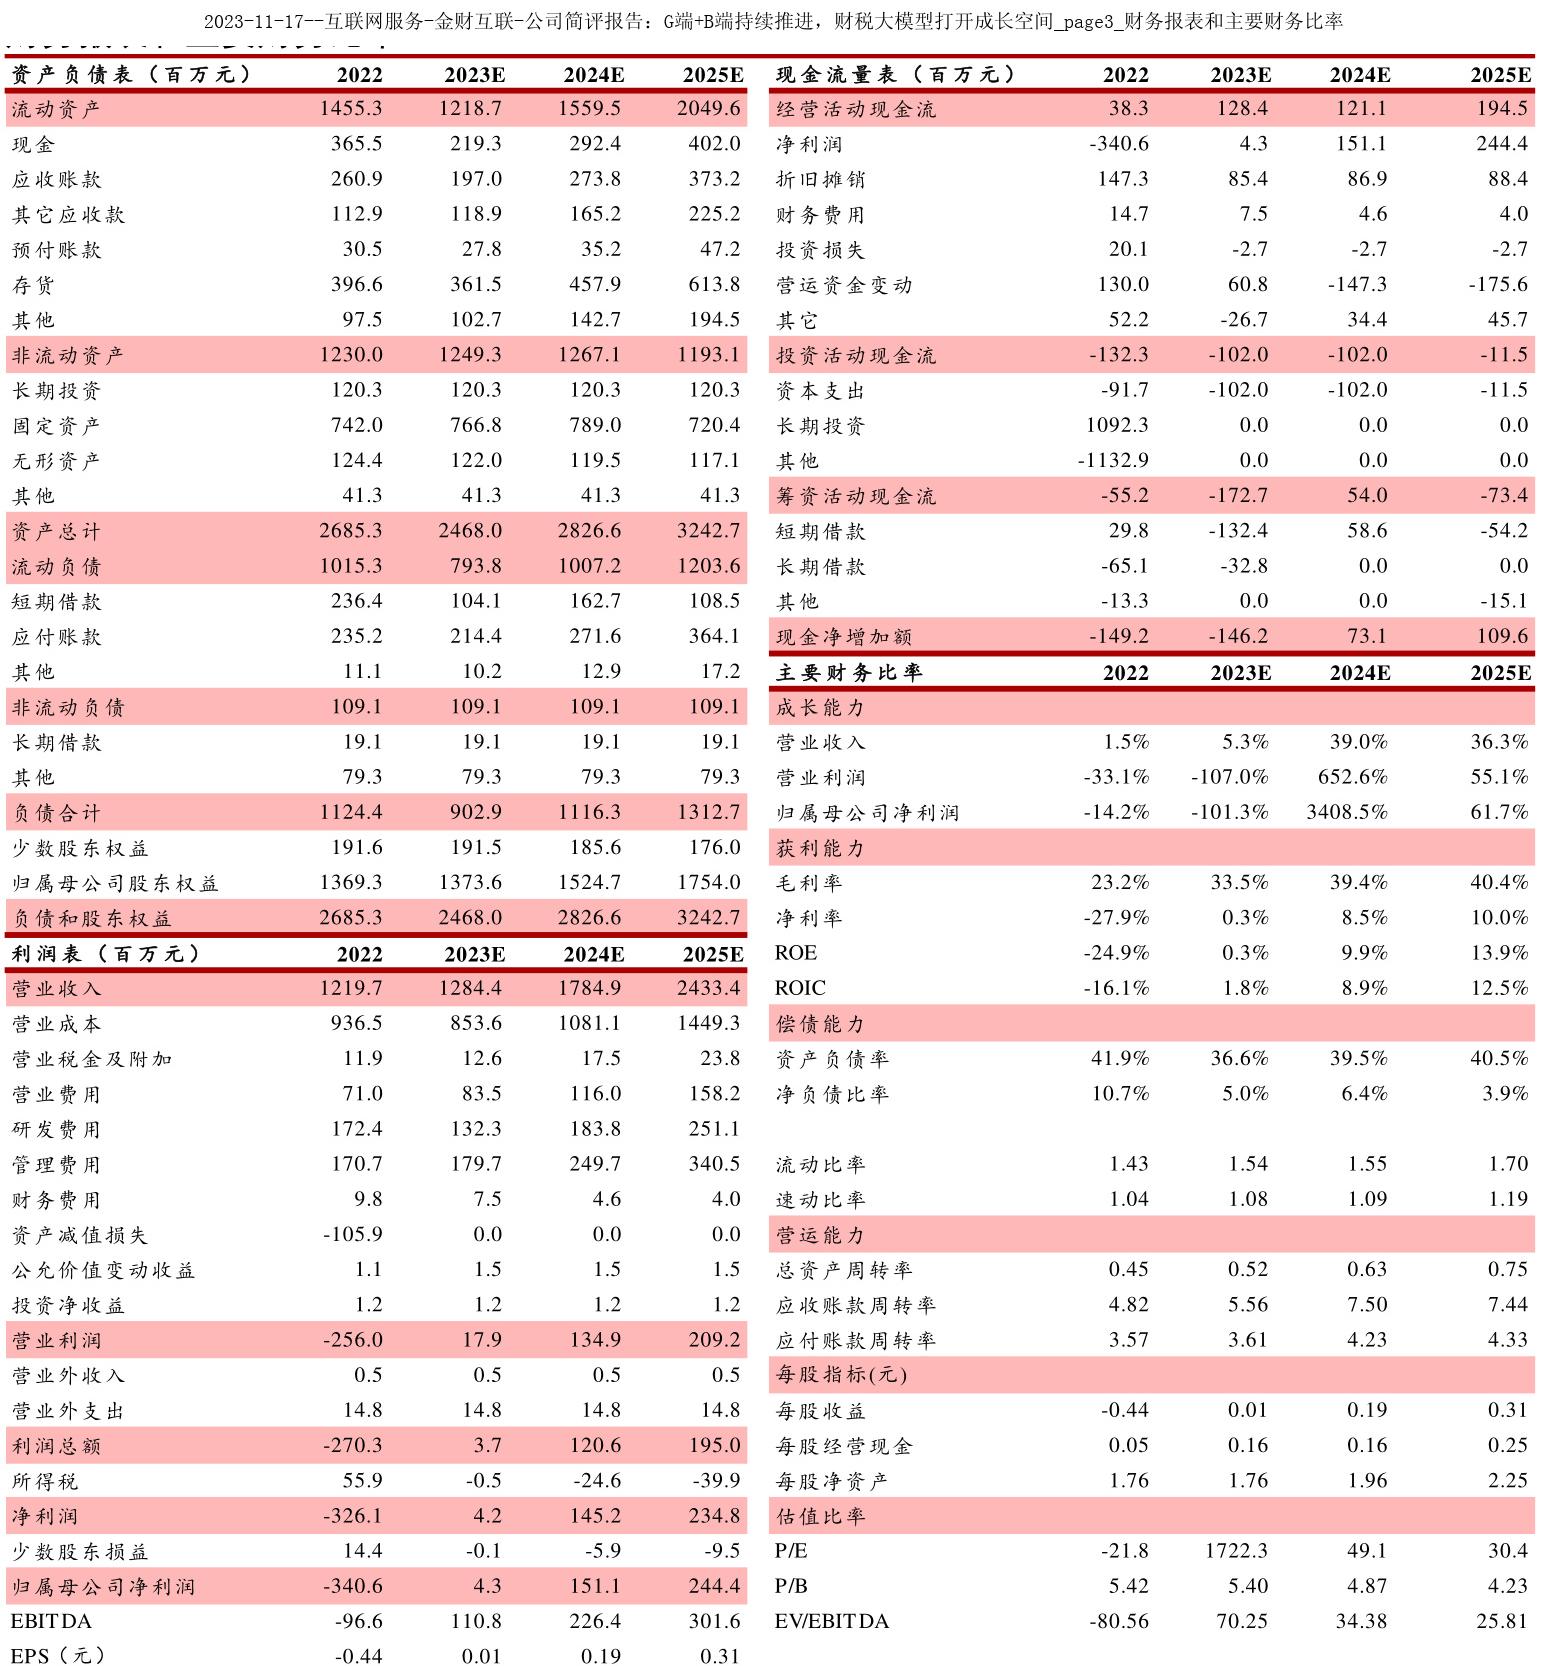 2023-11-17--互联网服务-金财互联-公司简评报告：G端+B端持续推进，财税大模型打开成长空间_page3_财务报表和主要财务比率
资产负债表（百万元） 2022 2023E 2024E 2025E
流动资产 1455.3 1218.7 1559.5 2049.6
现金 365.5 219.3 292.4 402.0
应收账款 260.9 197.0 273.8 373.2
其它应收款 112.9 118.9 165.2 225.2
预付账款 30.5 27.8 35.2 47.2
存货 396.6 361.5 457.9 613.8
其他 97.5 102.7 142.7 194.5
非流动资产 1230.0 1249.3 1267.1 1193.1
长期投资 120.3 120.3 120.3 120.3
固定资产 742.0 766.8 789.0 720.4
无形资产 124.4 122.0 119.5 117.1
其他 41.3 41.3 41.3 41.3
资产总计 2685.3 2468.0 2826.6 3242.7
流动负债 1015.3 793.8 1007.2 1203.6
短期借款 236.4 104.1 162.7 108.5
应付账款 235.2 214.4 271.6 364.1
其他 11.1 10.2 12.9 17.2
非流动负债 109.1 109.1 109.1 109.1
长期借款 19.1 19.1 19.1 19.1
其他 79.3 79.3 79.3 79.3
负债合计 1124.4 902.9 1116.3 1312.7
少数股东权益 191.6 191.5 185.6 176.0
归属母公司股东权益 1369.3 1373.6 1524.7 1754.0
负债和股东权益 2685.3 2468.0 2826.6 3242.7
利润表（百万元） 2022 2023E 2024E 2025E
营业收入 1219.7 1284.4 1784.9 2433.4
营业成本 936.5 853.6 1081.1 1449.3
营业税金及附加 11.9 12.6 17.5 23.8
营业费用 71.0 83.5 116.0 158.2
研发费用 172.4 132.3 183.8 251.1
管理费用 170.7 179.7 249.7 340.5
财务费用 9.8 7.5 4.6 4.0
资产减值损失 -105.9 0.0 0.0 0.0
公允价值变动收益 1.1 1.5 1.5 1.5
投资净收益 1.2 1.2 1.2 1.2
营业利润 -256.0 17.9 134.9 209.2
营业外收入 0.5 0.5 0.5 0.5
营业外支出 14.8 14.8 14.8 14.8
利润总额 -270.3 3.7 120.6 195.0
所得税 55.9 -0.5 -24.6 -39.9
净利润 -326.1 4.2 145.2 234.8
少数股东损益 14.4 -0.1 -5.9 -9.5
归属母公司净利润 -340.6 4.3 151.1 244.4
EBITDA -96.6 110.8 226.4 301.6
EPS（元） -0.44 0.01 0.19 0.31
现金流量表（百万元） 2022 2023E 2024E 2025E
经营活动现金流 38.3 128.4 121.1 194.5
净利润 -340.6 4.3 151.1 244.4
折旧摊销 147.3 85.4 86.9 88.4
财务费用 14.7 7.5 4.6 4.0
投资损失 20.1 -2.7 -2.7 -2.7
营运资金变动 130.0 60.8 -147.3 -175.6
其它 52.2 -26.7 34.4 45.7
投资活动现金流 -132.3 -102.0 -102.0 -11.5
资本支出 -91.7 -102.0 -102.0 -11.5
长期投资 1092.3 0.0 0.0 0.0
其他 -1132.9 0.0 0.0 0.0
筹资活动现金流 -55.2 -172.7 54.0 -73.4
短期借款 29.8 -132.4 58.6 -54.2
长期借款 -65.1 -32.8 0.0 0.0
其他 -13.3 0.0 0.0 -15.1
现金净增加额 -149.2 -146.2 73.1 109.6
主要财务比率 2022 2023E 2024E 2025E
成长能力
营业收入 1.5% 5.3% 39.0% 36.3%
营业利润 -33.1% -107.0% 652.6% 55.1%
归属母公司净利润 -14.2% -101.3% 3408.5% 61.7%
获利能力
毛利率 23.2% 33.5% 39.4% 40.4%
净利率 -27.9% 0.3% 8.5% 10.0%
ROE -24.9% 0.3% 9.9% 13.9%
ROIC -16.1% 1.8% 8.9% 12.5%
偿债能力
资产负债率 41.9% 36.6% 39.5% 40.5%
净负债比率 10.7% 5.0% 6.4% 3.9%
流动比率 1.43 1.54 1.55 1.70
速动比率 1.04 1.08 1.09 1.19
营运能力
总资产周转率 0.45 0.52 0.63 0.75
应收账款周转率 4.82 5.56 7.50 7.44
应付账款周转率 3.57 3.61 4.23 4.33
每股指标(元)
每股收益 -0.44 0.01 0.19 0.31
每股经营现金 0.05 0.16 0.16 0.25
每股净资产 1.76 1.76 1.96 2.25
估值比率
P/E -21.8 1722.3 49.1 30.4
P/B 5.42 5.40 4.87 4.23
EV/EBITDA -80.56 70.25 34.38 25.81